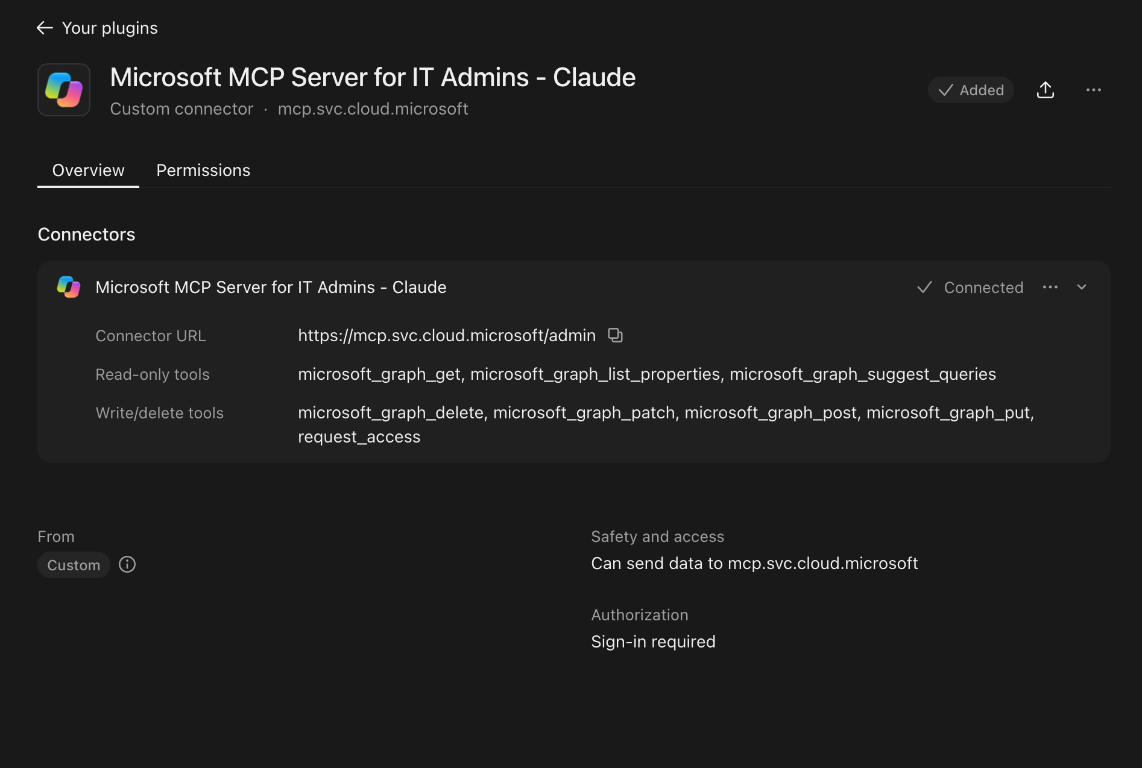 Your plugins
Microsoft MCP Server for IT Admins - Claude
Added
Custom connector · mcp.svc.cloud.microsoft
Overview
Permissions
Connectors
Microsoft MCP Server for IT Admins - Claude
Connected
Connector URL
https://mcp.svc.cloud.microsoft/admin
Read-only tools
microsoft_graph_get, microsoft_graph_list_properties, microsoft_graph_suggest_queries
Write/delete tools
microsoft_graph_delete, microsoft_graph_patch, microsoft_graph_post, microsoft_graph_put,
request_access
From
Custom
Safety and access
Can send data to mcp.svc.cloud.microsoft
Authorization
Sign-in required